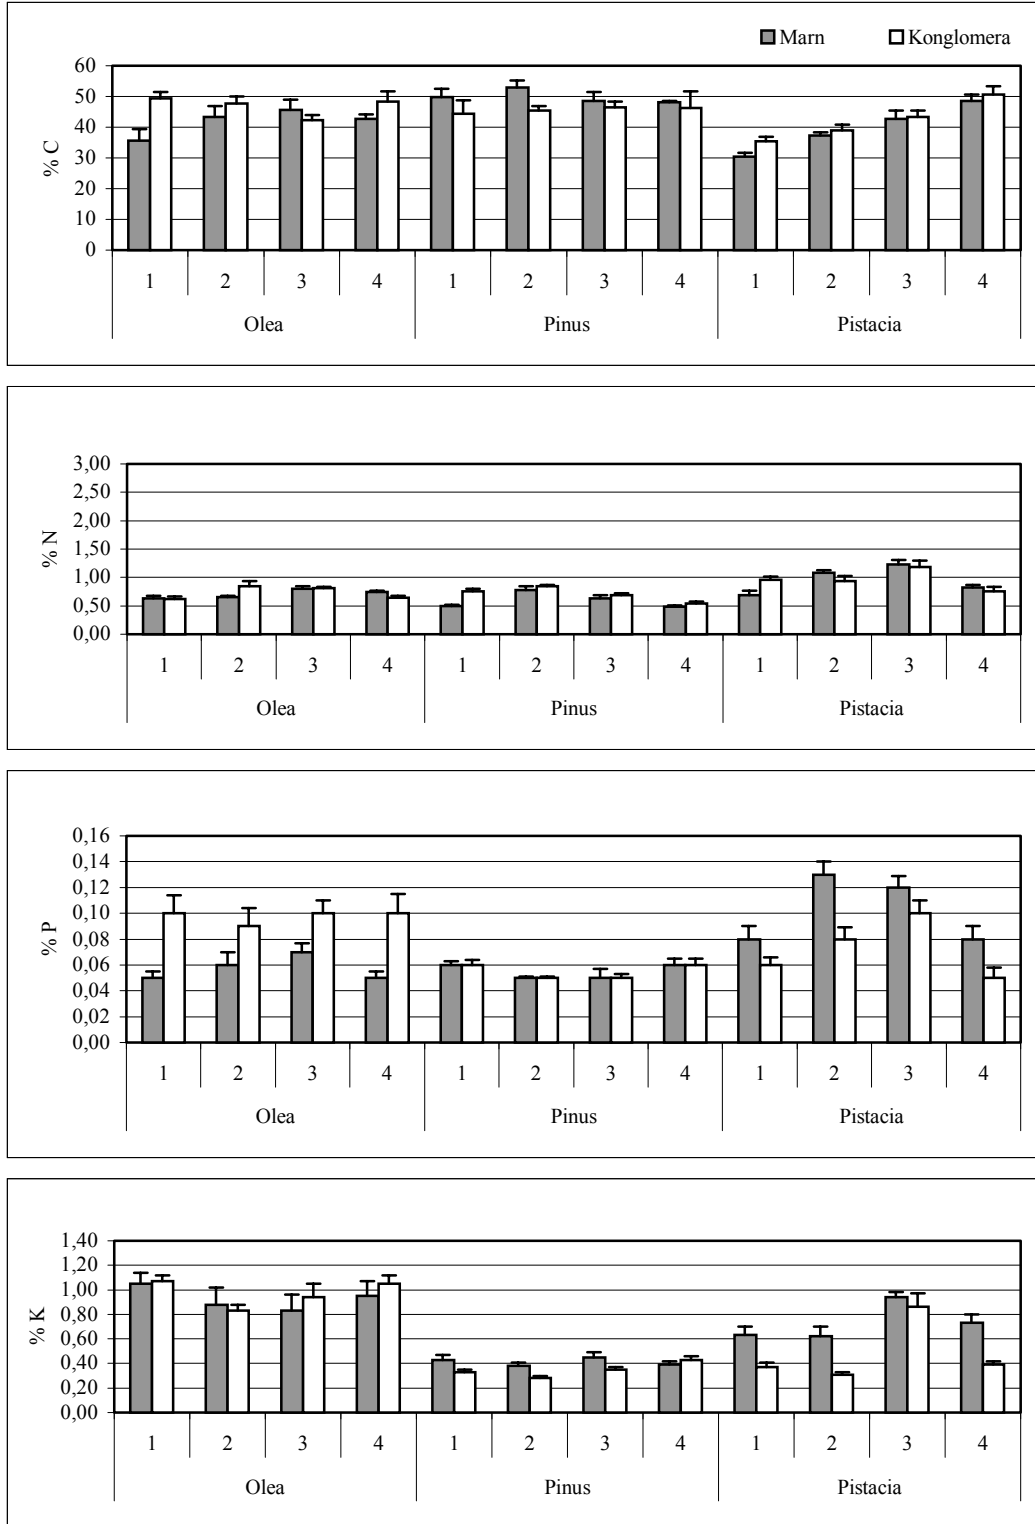 Marn Konglomera
60
50
40
30
20
10
0
% C
1 2 3 4 1 2 3 4 1 2 3 4
Olea Pinus Pistacia
3,00
2,50
2,00
1,50
1,00
0,50
0,00
% N
1 2 3 4 1 2 3 4 1 2 3 4
Olea Pinus Pistacia
0,16
0,14
0,12
0,10
0,08
0,06
0,04
0,02
0,00
% P
1 2 3 4 1 2 3 4 1 2 3 4
Olea Pinus Pistacia
1,40
1,20
1,00
0,80
0,60
0,40
0,20
0,00
% K
1 2 3 4 1 2 3 4 1 2 3 4
Olea Pinus Pistacia